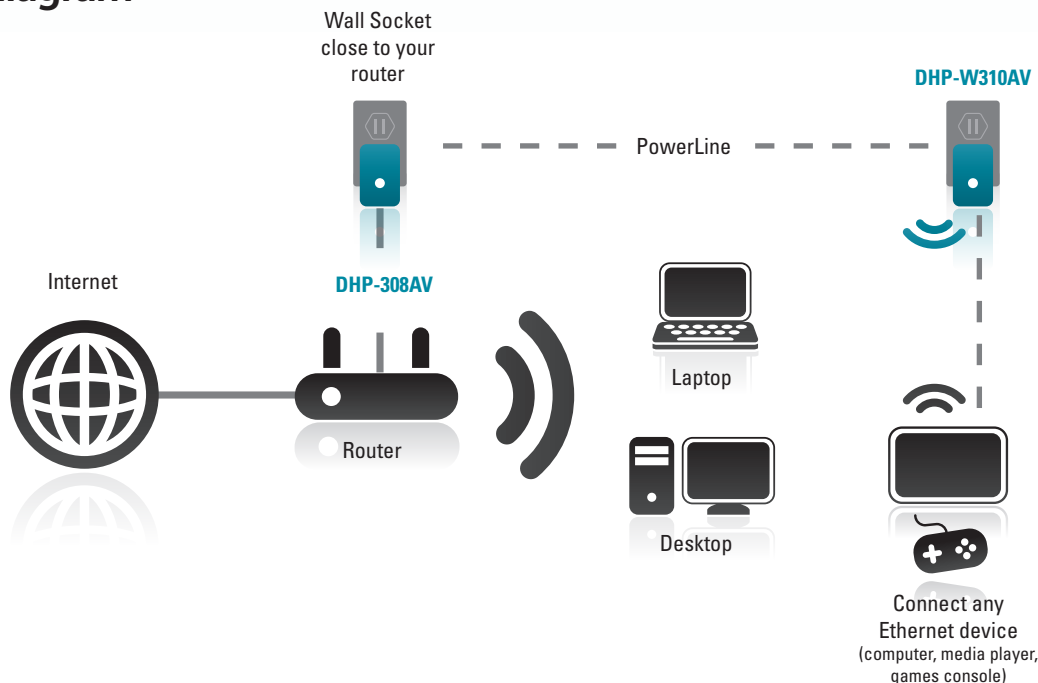 Wall Socket
close to your
router
DHP-W310AV
PowerLine
Internet
DHP-308AV
Laptop
Router
Desktop
Connect any
Ethernet device
(computer, media player,
games console)